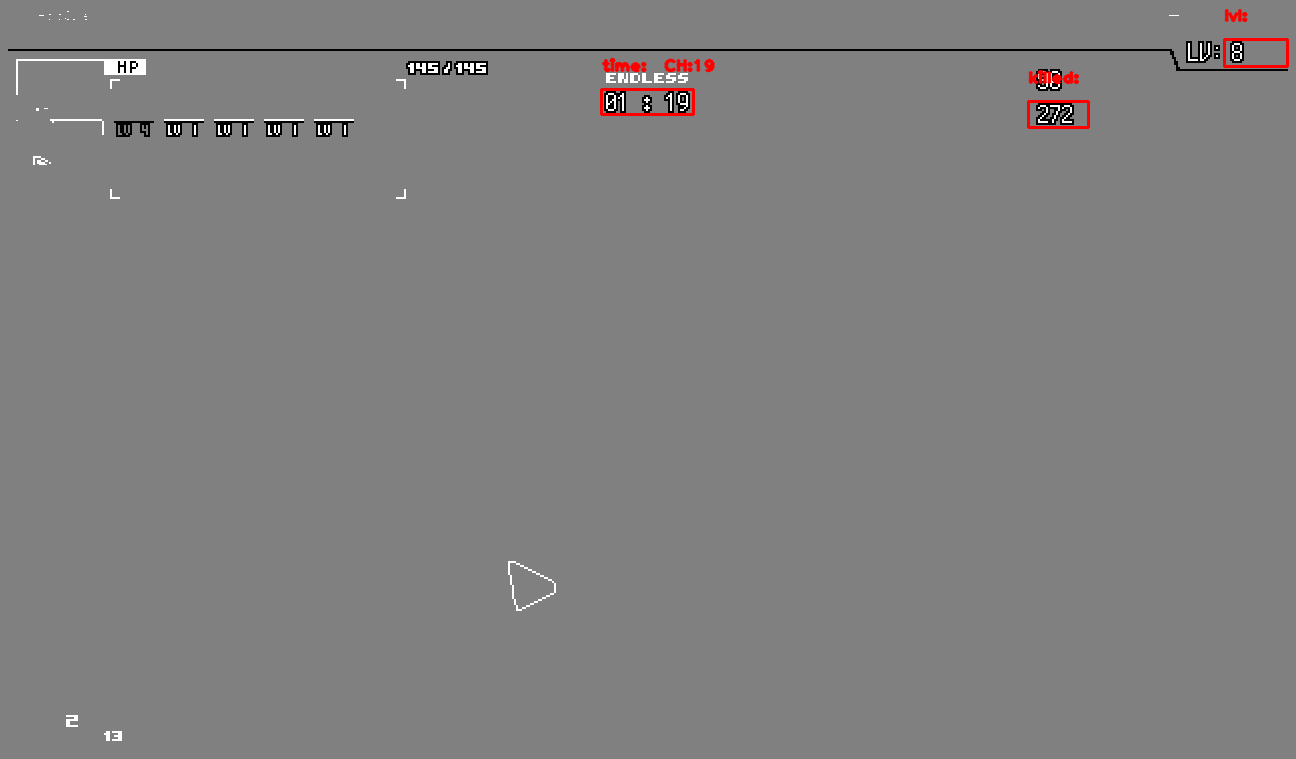 lvl:
LV: 8
HP
145/145
time: CH:19
ENDLESS
01 : 19
killed:
272
LV 4 LV 1 LV 1 LV 1 LV 1
2
13